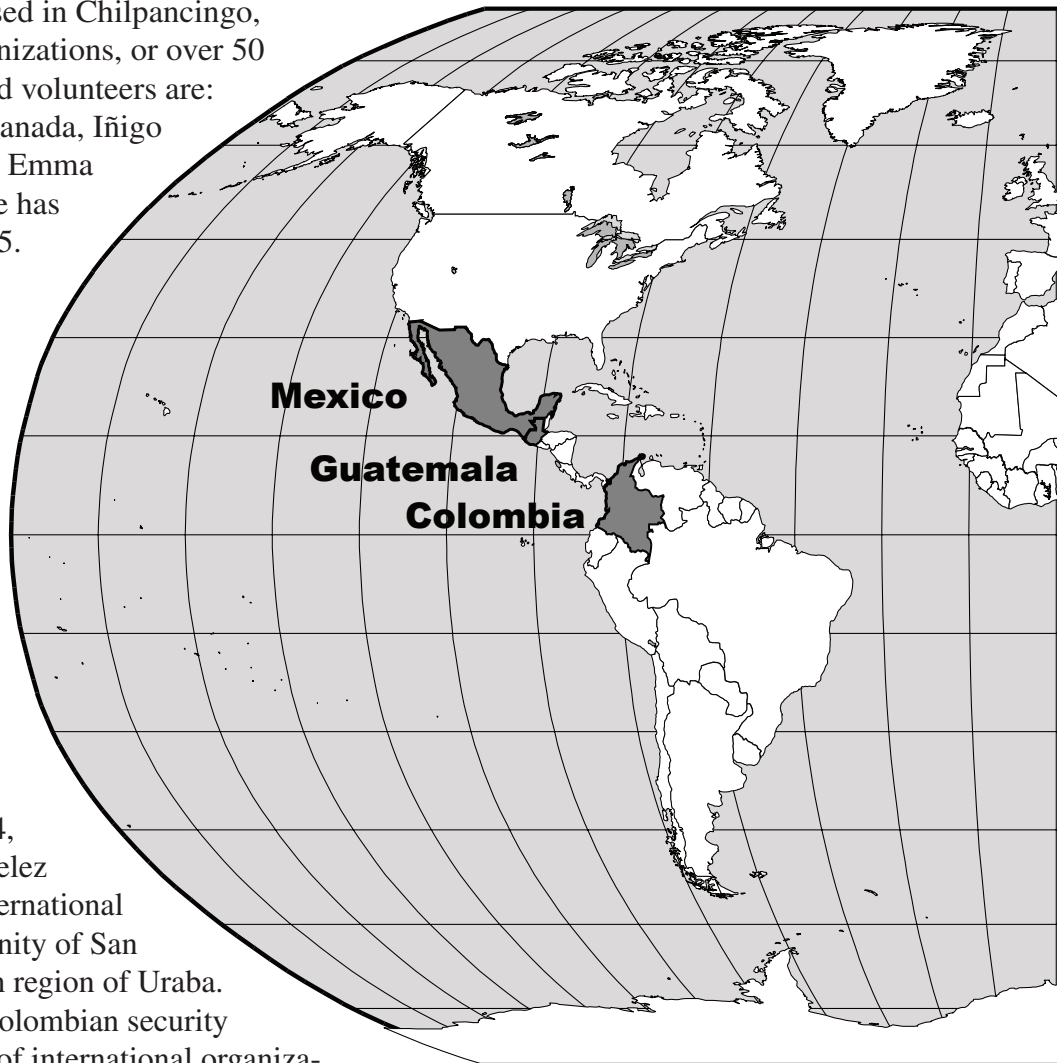 sed in Chilpancingo,
nizations, or over 50
d volunteers are:
anada, Iñigo
Emma
e has
5.
Mexico
Guatemala
Colombia
4,
elez
ernational
nity of San
n region of Uraba.
olombian security
of international organiza-